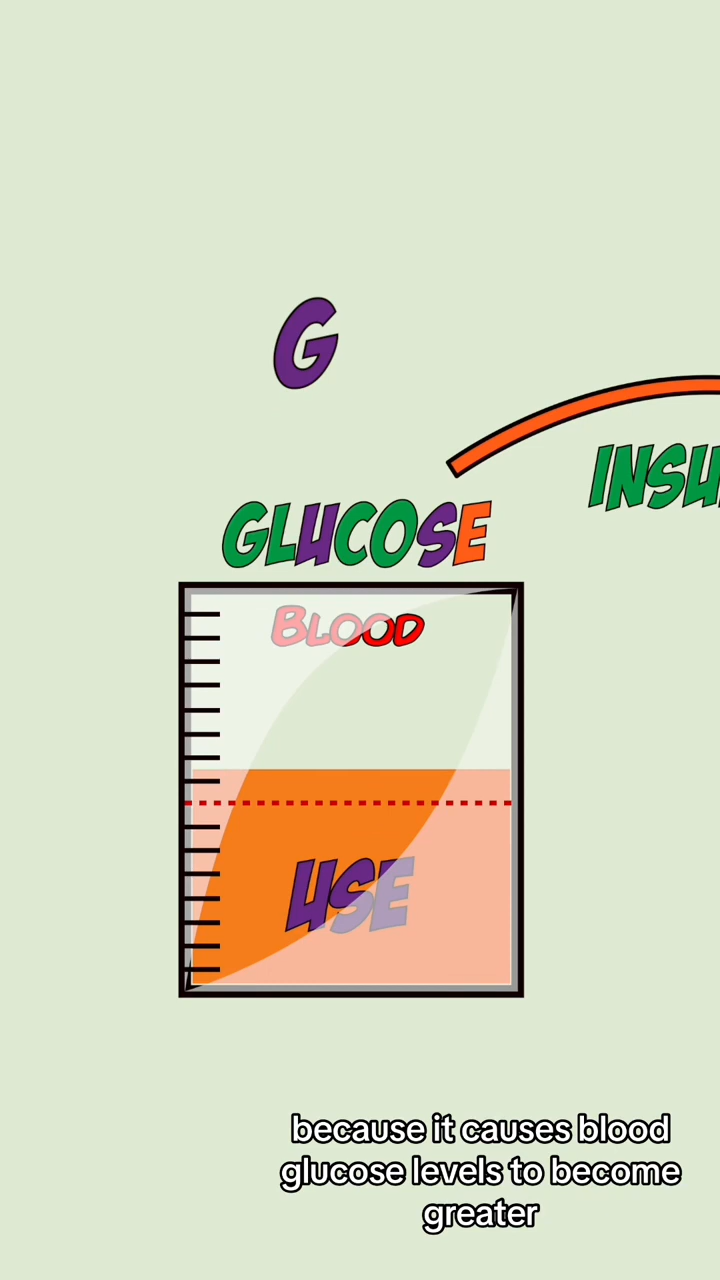 G
INSU
GLUCOSE
BLOOD
USE
because it causes blood
glucose levels to become
greater